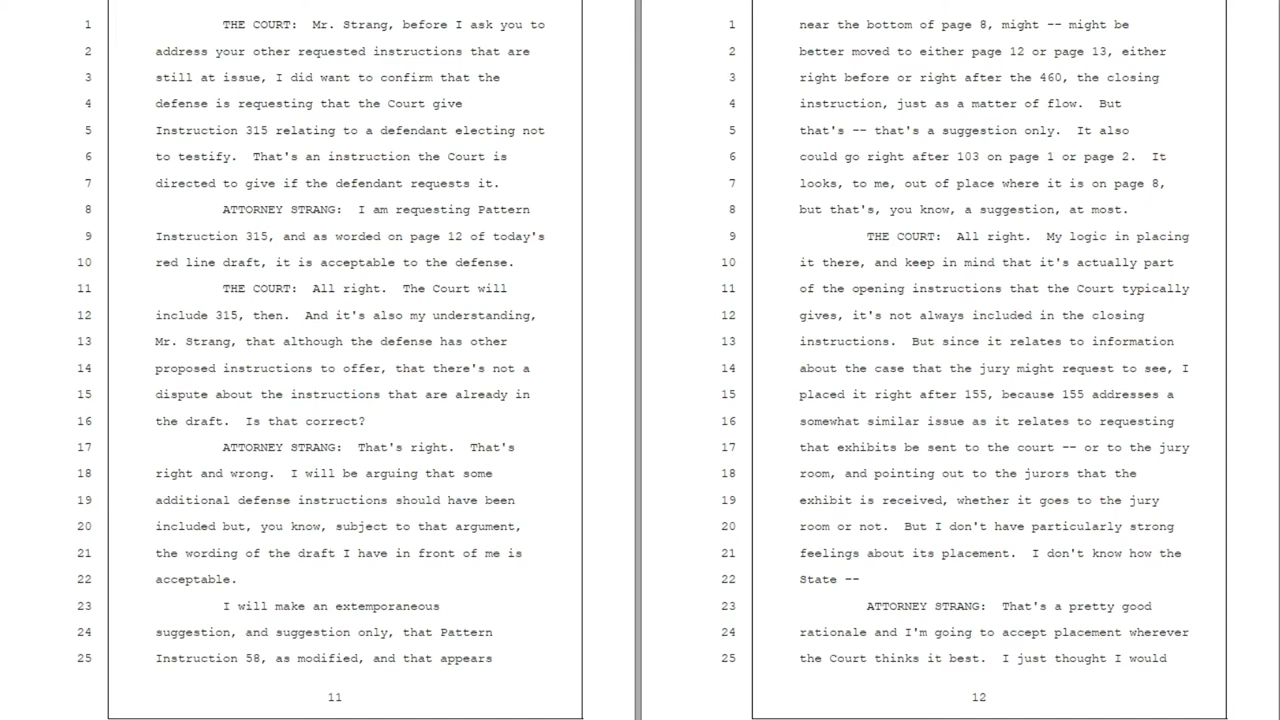 1 THE COURT: Mr. Strang, before I ask you to
2 address your other requested instructions that are
3 still at issue, I did want to confirm that the
4 defense is requesting that the Court give
5 Instruction 315 relating to a defendant electing not
6 to testify. That's an instruction the Court is
7 directed to give if the defendant requests it.
8 ATTORNEY STRANG: I am requesting Pattern
9 Instruction 315, and as worded on page 12 of today's
10 red line draft, it is acceptable to the defense.
11 THE COURT: All right. The Court will
12 include 315, then. And it's also my understanding,
13 Mr. Strang, that although the defense has other
14 proposed instructions to offer, that there's not a
15 dispute about the instructions that are already in
16 the draft. Is that correct?
17 ATTORNEY STRANG: That's right. That's
18 right and wrong. I will be arguing that some
19 additional defense instructions should have been
20 included but, you know, subject to that argument,
21 the wording of the draft I have in front of me is
22 acceptable.
23 I will make an extemporaneous
24 suggestion, and suggestion only, that Pattern
25 Instruction 58, as modified, and that appears
11
1 near the bottom of page 8, might -- might be
2 better moved to either page 12 or page 13, either
3 right before or right after the 460, the closing
4 instruction, just as a matter of flow. But
5 that's -- that's a suggestion only. It also
6 could go right after 103 on page 1 or page 2. It
7 looks, to me, out of place where it is on page 8,
8 but that's, you know, a suggestion, at most.
9 THE COURT: All right. My logic in placing
10 it there, and keep in mind that it's actually part
11 of the opening instructions that the Court typically
12 gives, it's not always included in the closing
13 instructions. But since it relates to information
14 about the case that the jury might request to see, I
15 placed it right after 155, because 155 addresses a
16 somewhat similar issue as it relates to requesting
17 that exhibits be sent to the court -- or to the jury
18 room, and pointing out to the jurors that the
19 exhibit is received, whether it goes to the jury
20 room or not. But I don't have particularly strong
21 feelings about its placement. I don't know how the
22 State --
23 ATTORNEY STRANG: That's a pretty good
24 rationale and I'm going to accept placement wherever
25 the Court thinks it best. I just thought I would
12